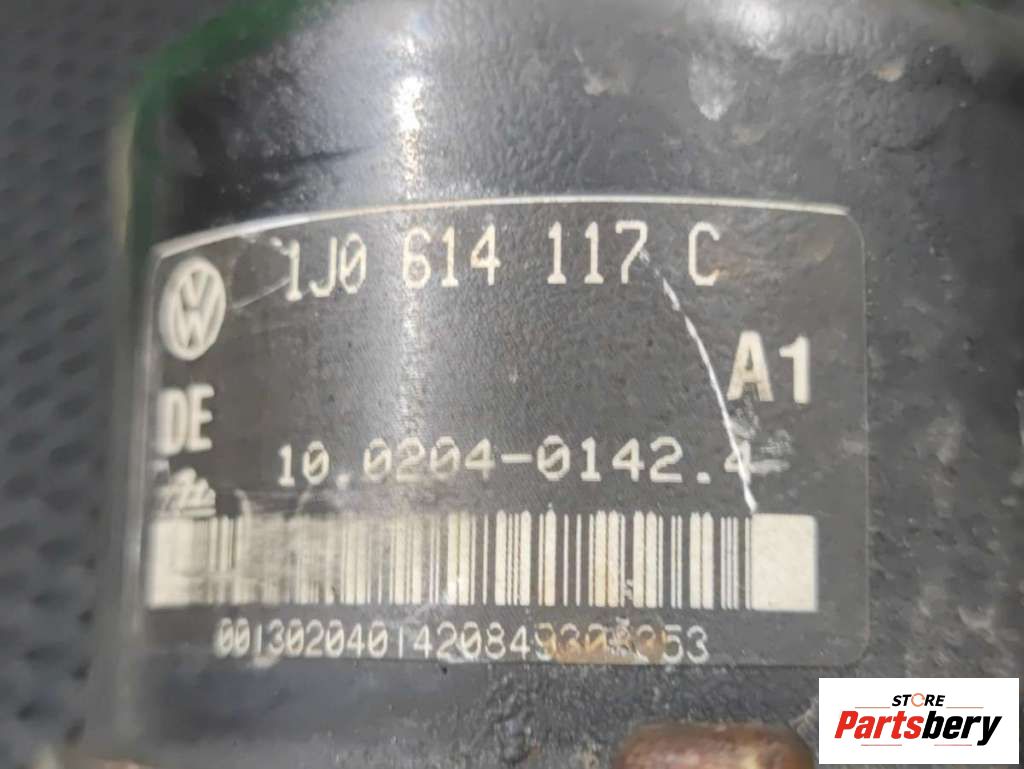 1J0 614 117 C
A1
DE
10.0204-0142.4
STORE
Partsbery